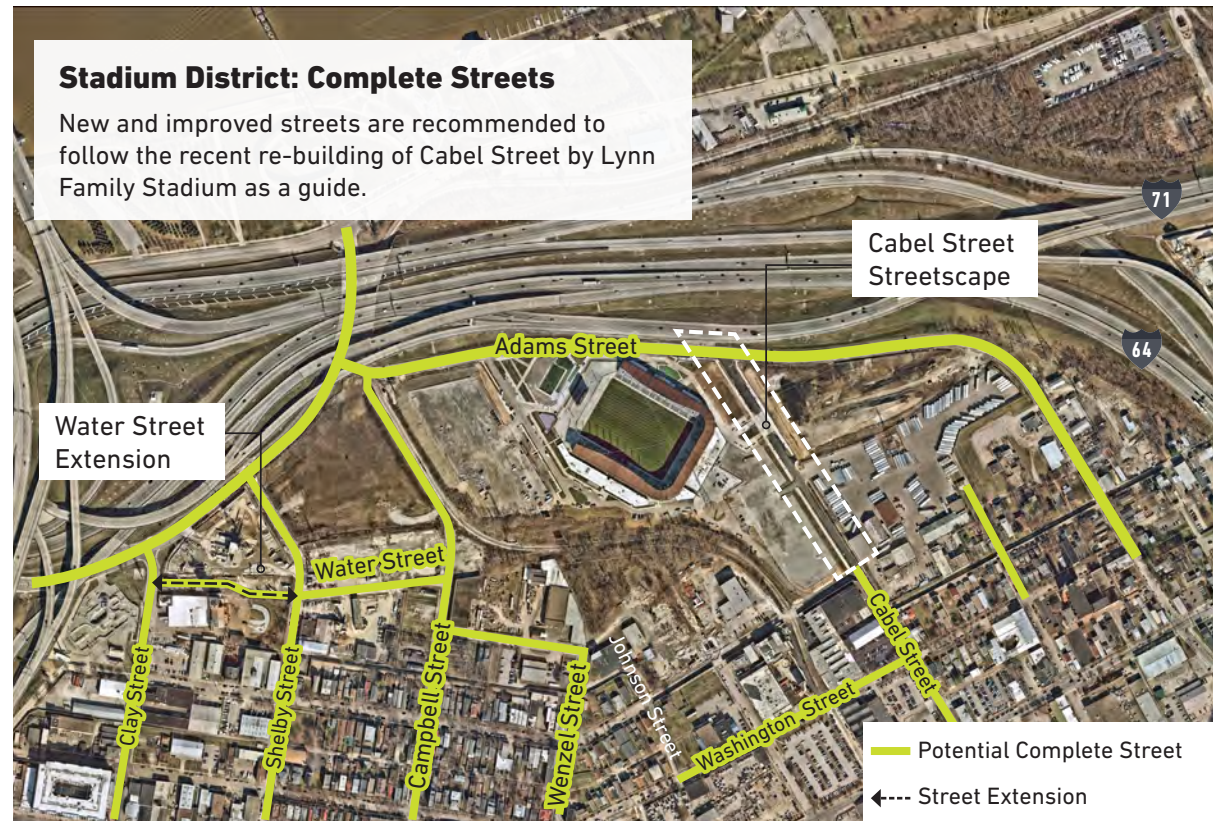 Stadium District: Complete Streets
New and improved streets are recommended to
follow the recent re-building of Cabel Street by Lynn
Family Stadium as a guide.
71
Cabel Street
Streetscape
64
Adams Street
Water Street
Extension
Water Street
Clay Street
Shelby Street
Campbell Street
Wenzel Street
Johnson Street
Washington Street
Cabel Street
Potential Complete Street
Street Extension